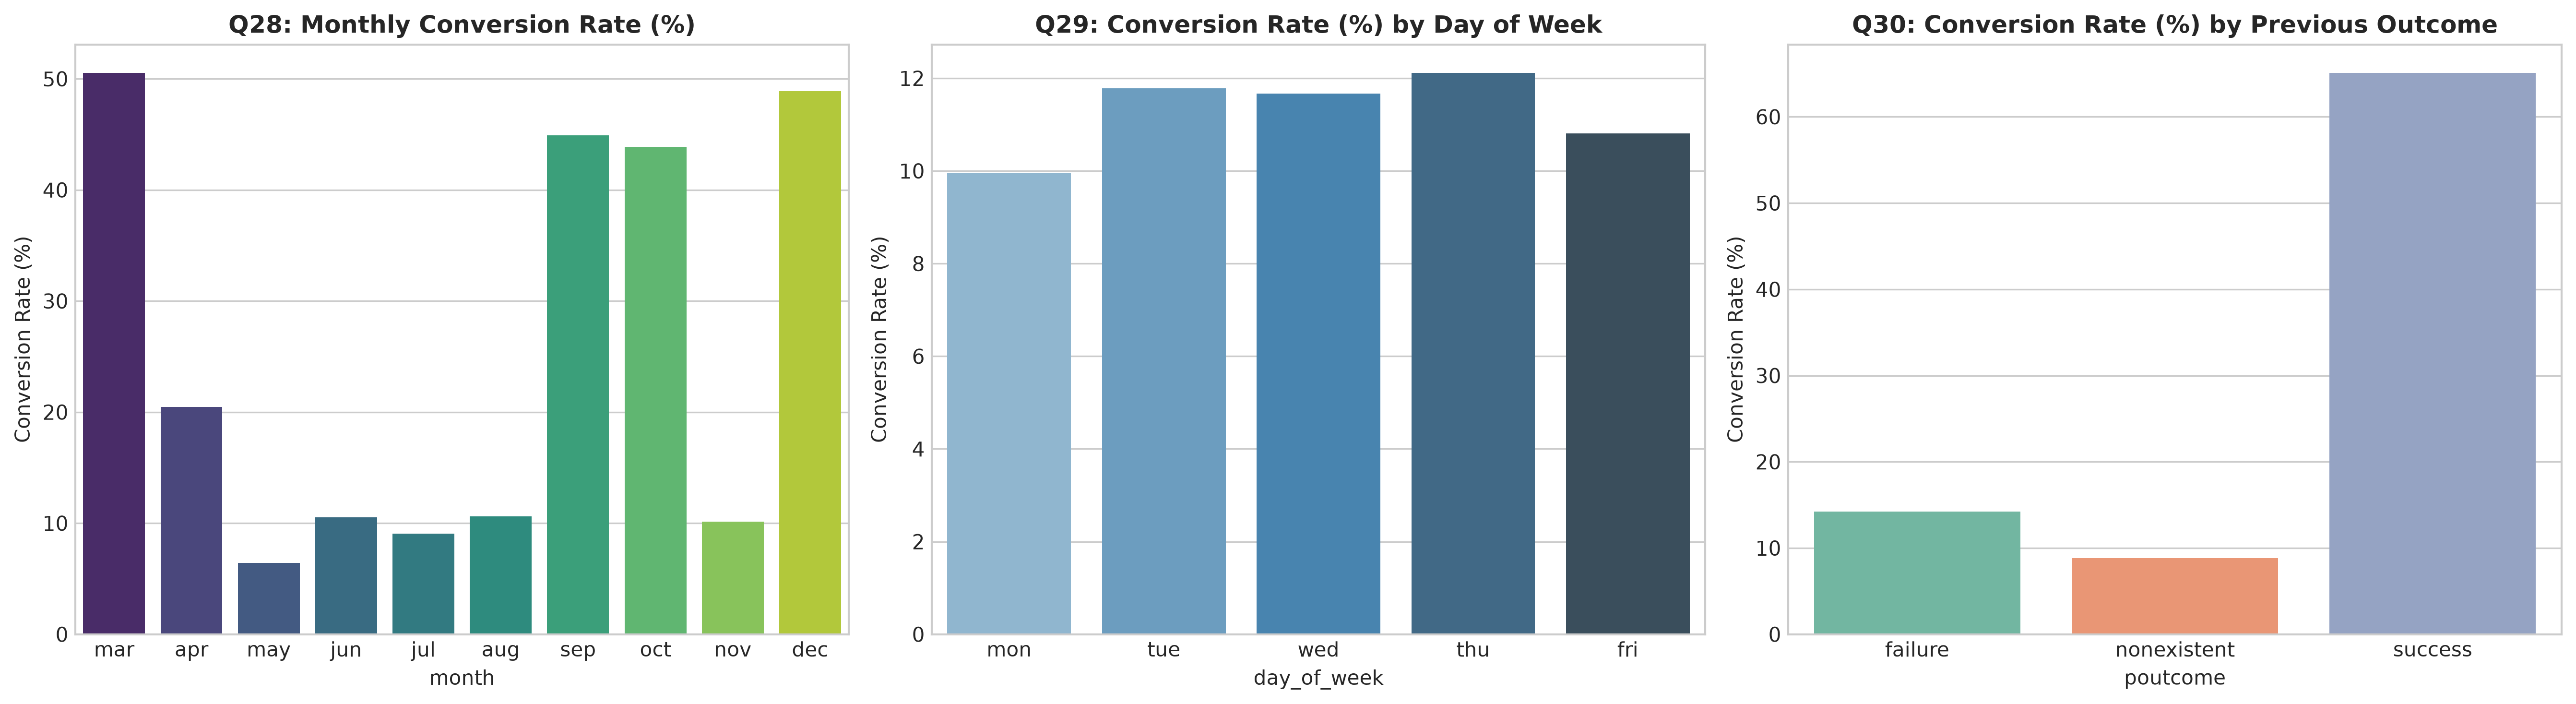 Q28: Monthly Conversion Rate (%)
Conversion Rate (%)
50
40
30
20
10
0
mar apr may jun jul aug sep oct nov dec
month
Q29: Conversion Rate (%) by Day of Week
Conversion Rate (%)
12
10
8
6
4
2
0
mon tue wed thu fri
day_of_week
Q30: Conversion Rate (%) by Previous Outcome
Conversion Rate (%)
60
50
40
30
20
10
0
failure nonexistent success
poutcome